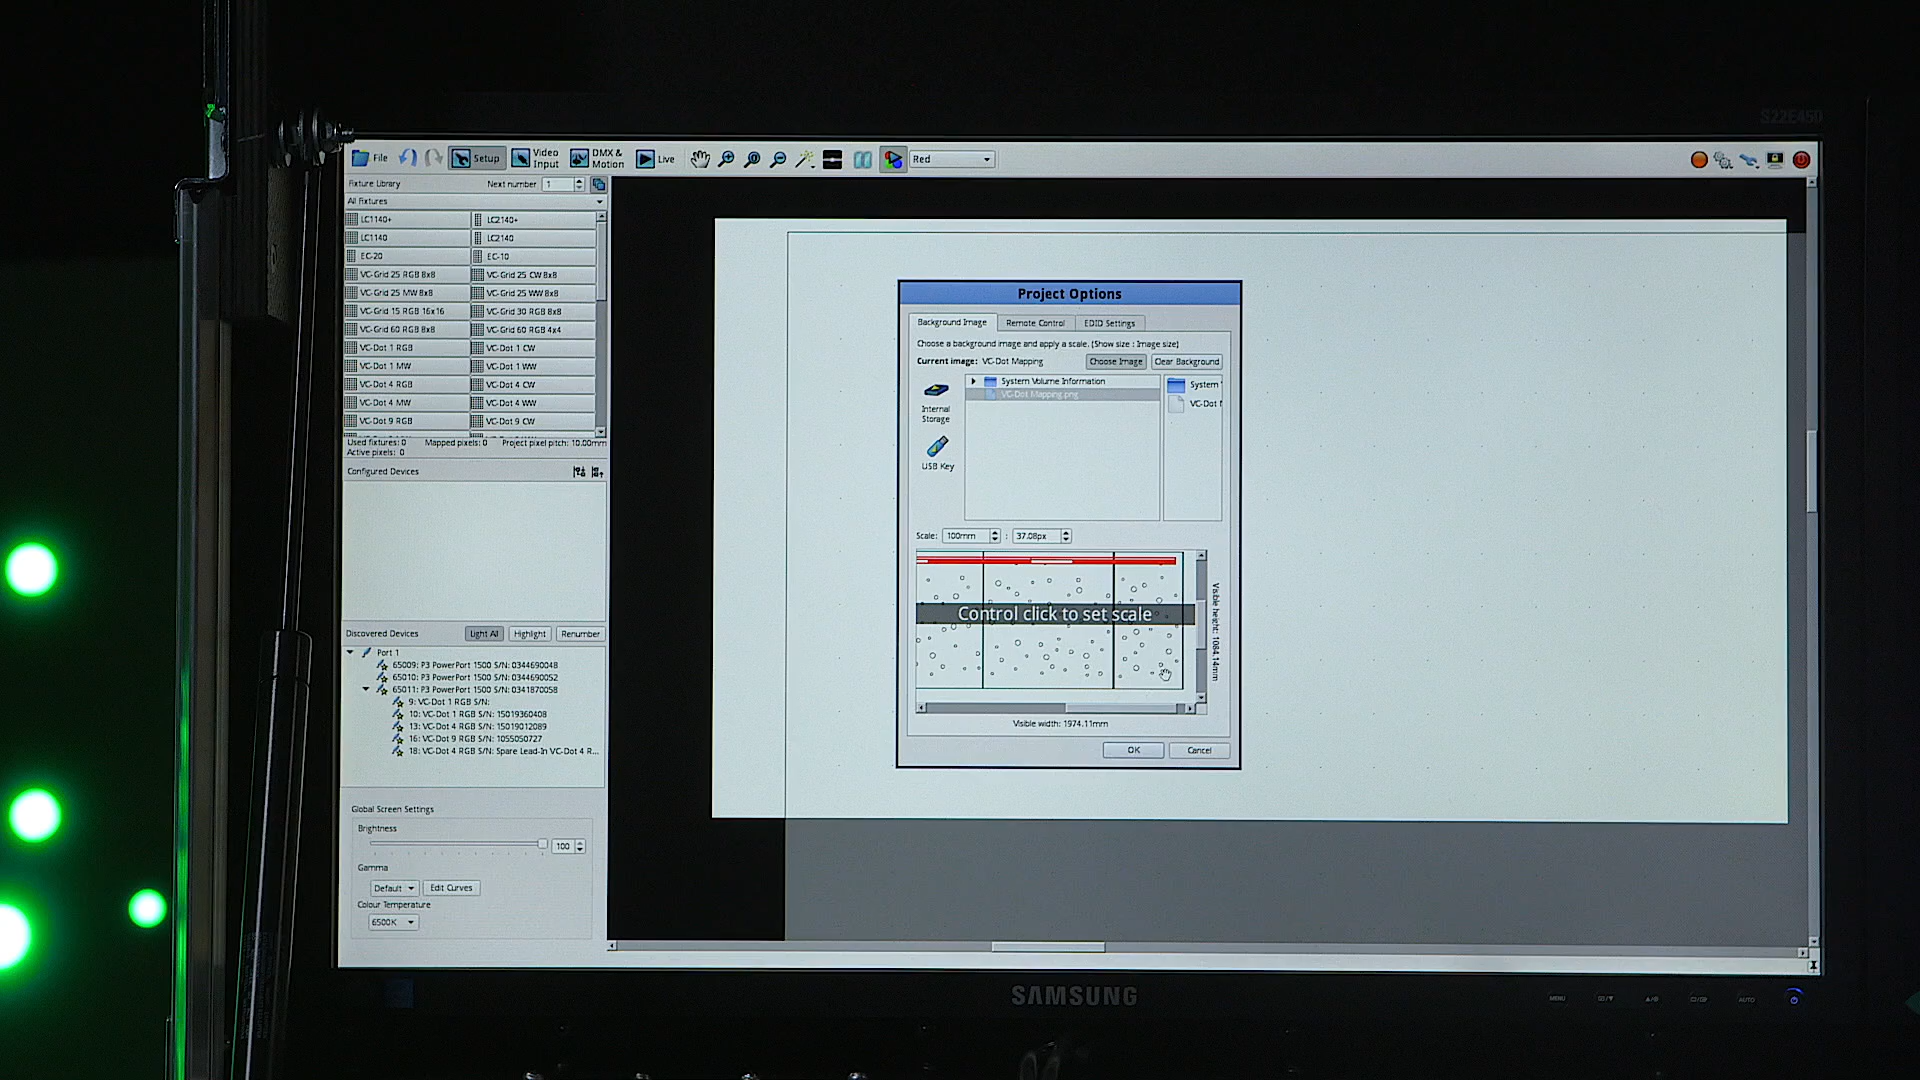 S22E450
File
Setup
Video Input
DMX & Motion
Live
Red
Fixture Library
Next number 1
All Fixtures
LC1140+ LC2140+
LC1140 LC2140
EC-20 EC-10
VC-Grid 25 RGB 8x8 VC-Grid 25 CW 8x8
VC-Grid 25 MW 8x8 VC-Grid 25 WW 8x8
VC-Grid 15 RGB 16x16 VC-Grid 30 RGB 8x8
VC-Grid 60 RGB 8x8 VC-Grid 60 RGB 4x4
VC-Dot 1 RGB VC-Dot 1 CW
VC-Dot 1 MW VC-Dot 1 WW
VC-Dot 4 RGB VC-Dot 4 CW
VC-Dot 4 MW VC-Dot 4 WW
VC-Dot 9 RGB VC-Dot 9 CW
Used fixtures: 0 Mapped pixels: 0 Project pixel pitch: 10.00mm
Active pixels: 0
Configured Devices
Discovered Devices Light All Highlight Renumber
Port 1
65009: P3 PowerPort 1500 S/N: 0344690048
65010: P3 PowerPort 1500 S/N: 0344690052
65011: P3 PowerPort 1500 S/N: 0341870058
9: VC-Dot 1 RGB S/N:
10: VC-Dot 1 RGB S/N: 15019360408
13: VC-Dot 4 RGB S/N: 15019012089
16: VC-Dot 9 RGB S/N: 1055050727
18: VC-Dot 4 RGB S/N: Spare Lead-In VC-Dot 4 R...
Global Screen Settings
Brightness
100
Gamma
Default Edit Curves
Colour Temperature
6500K
Project Options
Background Image Remote Control EDID Settings
Choose a background image and apply a scale. [Show size : Image size]
Current image: VC-Dot Mapping Choose Image Clear Background
Internal Storage
USB Key
System Volume Information
VC-Dot Mapping.png
System
VC-Dot
Scale: 100mm : 37.08px
Control click to set scale
Visible height: 1084.14mm
Visible width: 1974.11mm
OK Cancel
SAMSUNG
MENU
AUTO